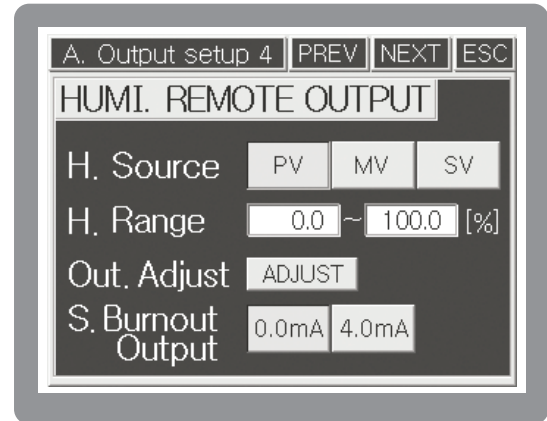 A. Output setup 4 PREV NEXT ESC
HUMI. REMOTE OUTPUT
H. Source PV MV SV
H. Range 0.0 ~ 100.0 [%]
Out. Adjust ADJUST
S. Burnout
Output 0.0mA 4.0mA